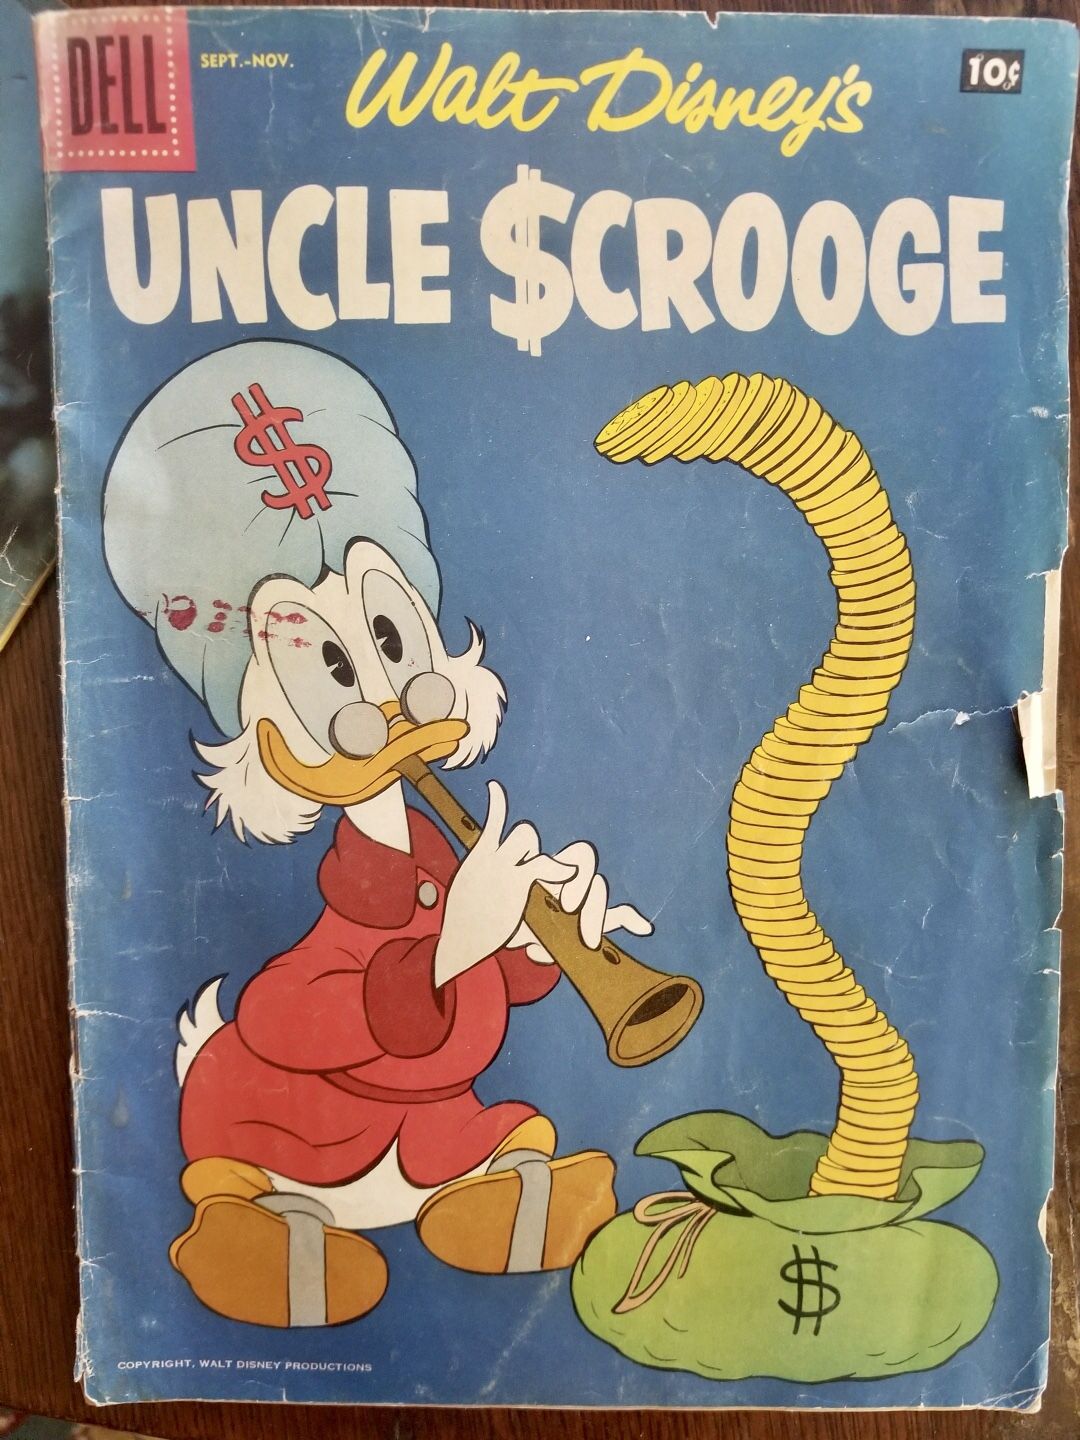 DELL
SEPT.-NOV.
Walt Disney's
10¢
UNCLE $CROOGE
$
$
COPYRIGHT, WALT DISNEY PRODUCTIONS